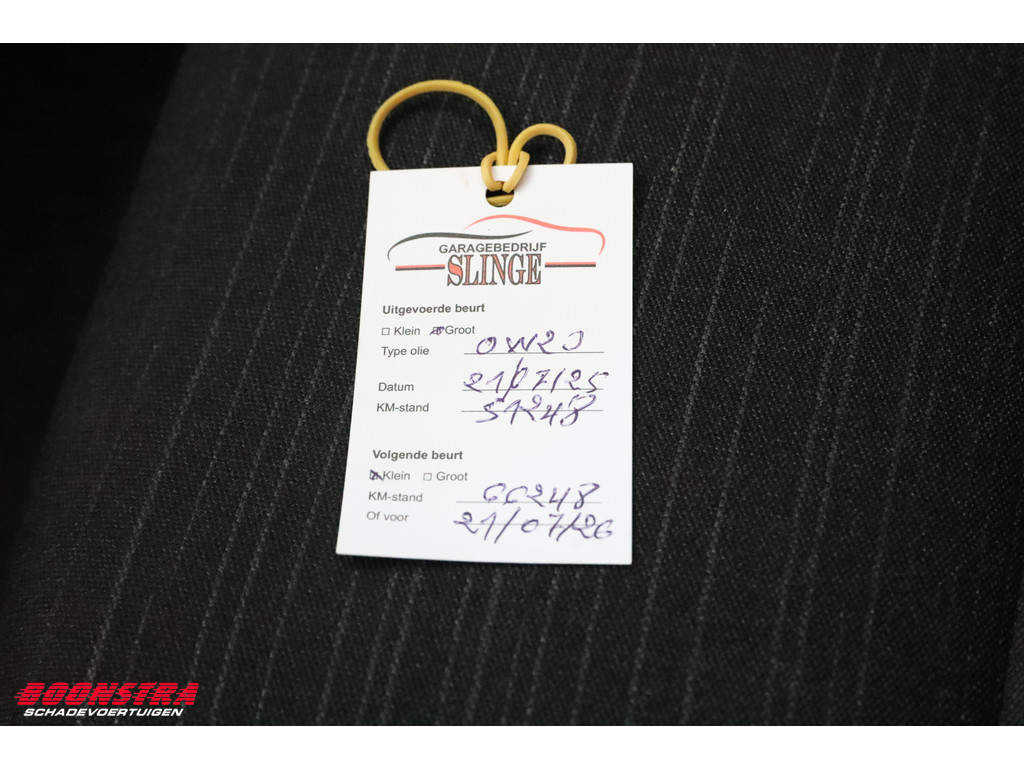 GARAGEBEDRIJF
SLINGE
Uitgevoerde beurt
Klein Groot
Type olie 0W20
Datum 21/07/25
KM-stand 51248
Volgende beurt
Klein Groot
KM-stand 66248
Of voor 21/07/26
BOONSTRA
SCHADEVOERTUIGEN